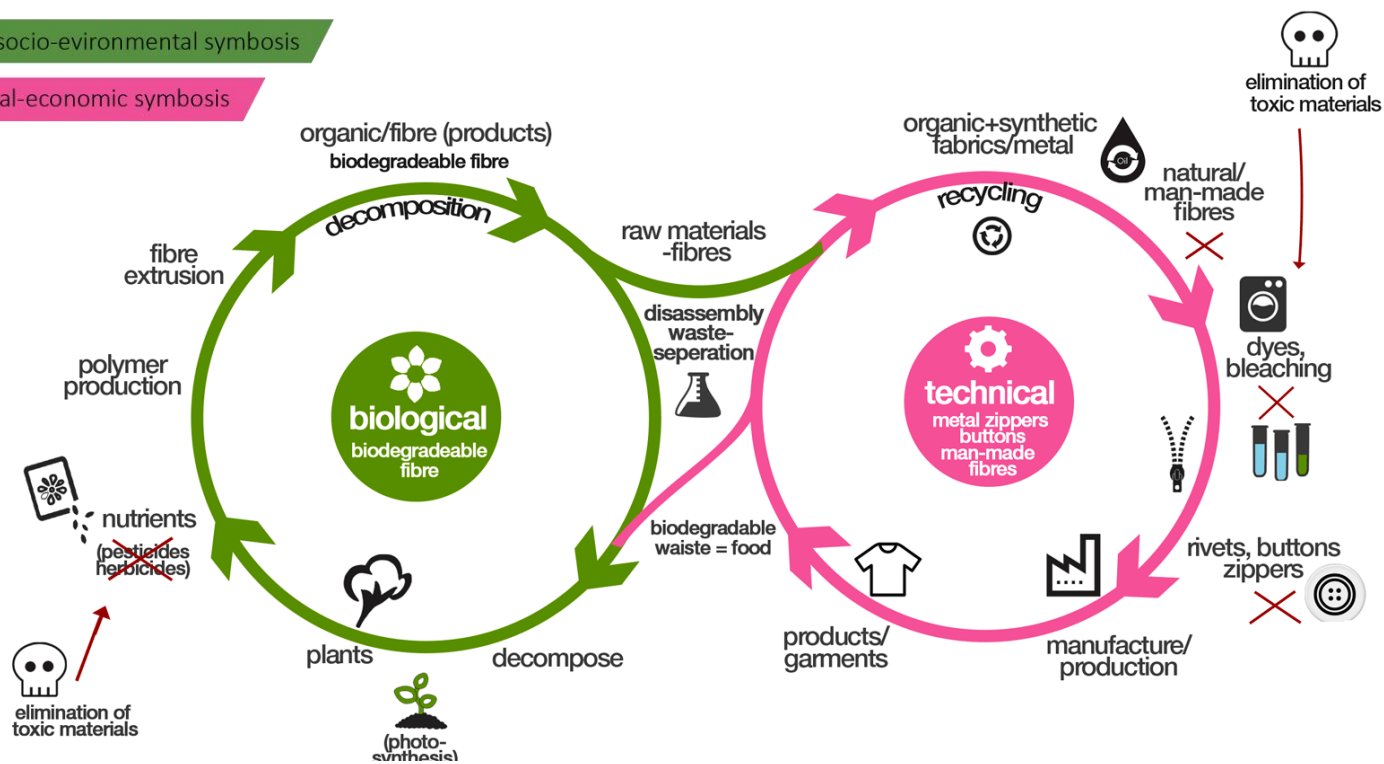 socio-evironmental symbosis
al-economic symbosis
elimination of
toxic materials
organic/fibre (products)
biodegradeable fibre
decomposition
organic+synthetic
fabrics/metal
Oil
recycling
natural/
man-made
fibres
fibre
extrusion
raw materials
-fibres
disassembly
waste-
seperation
dyes,
bleaching
polymer
production
biological
biodegradeable
fibre
technical
metal zippers
buttons
man-made
fibres
nutrients
(pesticides
herbicides)
biodegradable
waiste = food
rivets, buttons
zippers
plants
decompose
products/
garments
manufacture/
production
elimination of
toxic materials
(photo-
synthesis)